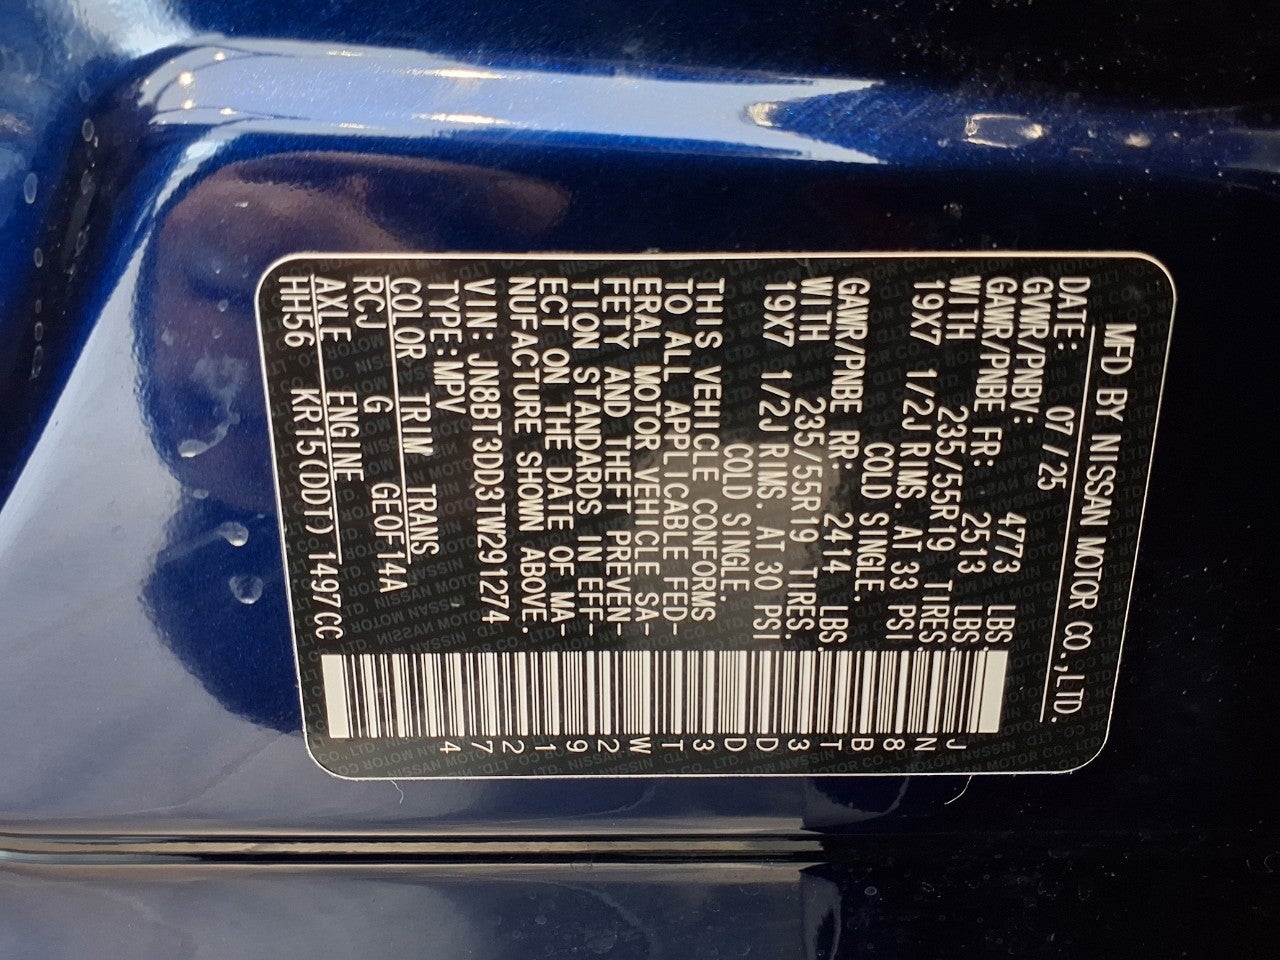 MFD BY NISSAN MOTOR CO.,LTD.
DATE: 07/25
GVWR/PNBV: 4773 LBS.
GAWR/PNBE FR: 2513 LBS.
WITH 235/55R19 TIRES.
19X7 1/2J RIMS. AT 33 PSI
COLD SINGLE.
GAWR/PNBE RR: 2414 LBS.
WITH 235/55R19 TIRES.
19X7 1/2J RIMS. AT 30 PSI
COLD SINGLE.
THIS VEHICLE CONFORMS
TO ALL APPLICABLE FED-
ERAL MOTOR VEHICLE SA-
FETY AND THEFT PREVEN-
TION STANDARDS IN EFF-
ECT ON THE DATE OF MA-
NUFACTURE SHOWN ABOVE.
VIN: JN8BT3DD3TW291274
TYPE:MPV
COLOR TRIM TRANS
RCJ G GE0F14A
AXLE ENGINE
HH56 KR15(DDT) 1497CC
JN8BT3DD3TW291274